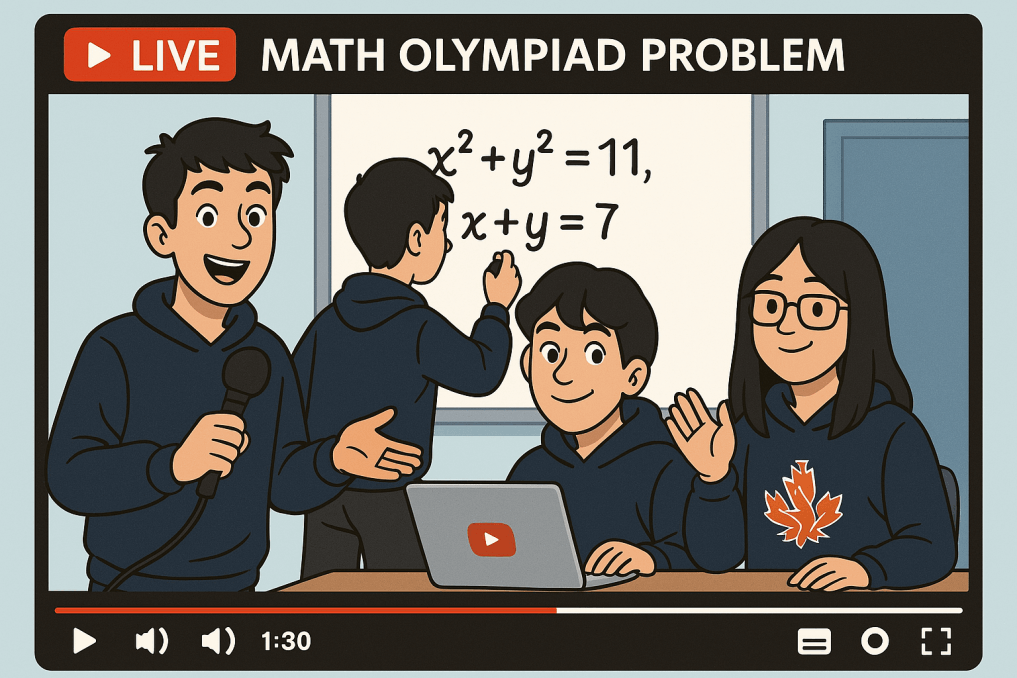 LIVE MATH OLYMPIAD PROBLEM
x² + y² = 11,
x + y = 7
1:30